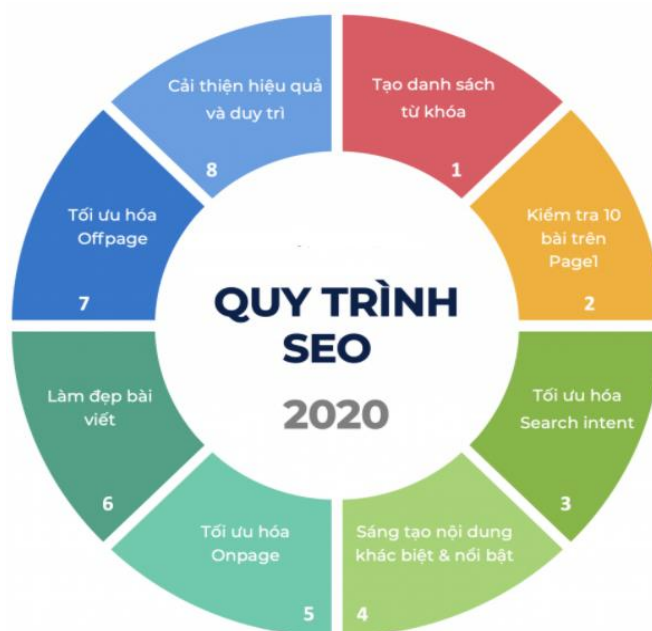 QUY TRÌNH
SEO
2020
Tạo danh sách
từ khóa
1
Kiểm tra 10
bài trên
Page1
2
Tối ưu hóa
Search intent
3
Sáng tạo nội dung
khác biệt & nổi bật
4
Tối ưu hóa
Onpage
5
Làm đẹp bài
viết
6
Tối ưu hóa
Offpage
7
Cải thiện hiệu quả
và duy trì
8